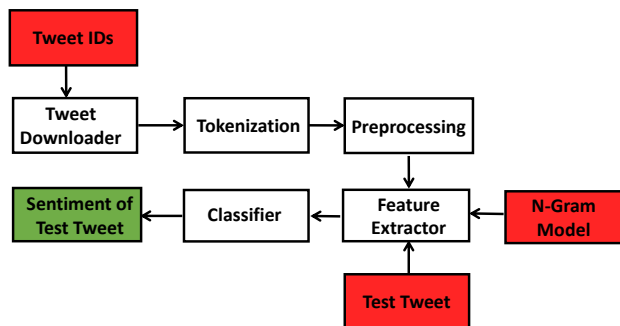 Tweet IDs
Tweet
Downloader
Tokenization
Preprocessing
Sentiment of
Test Tweet
Classifier
Feature
Extractor
N-Gram
Model
Test Tweet